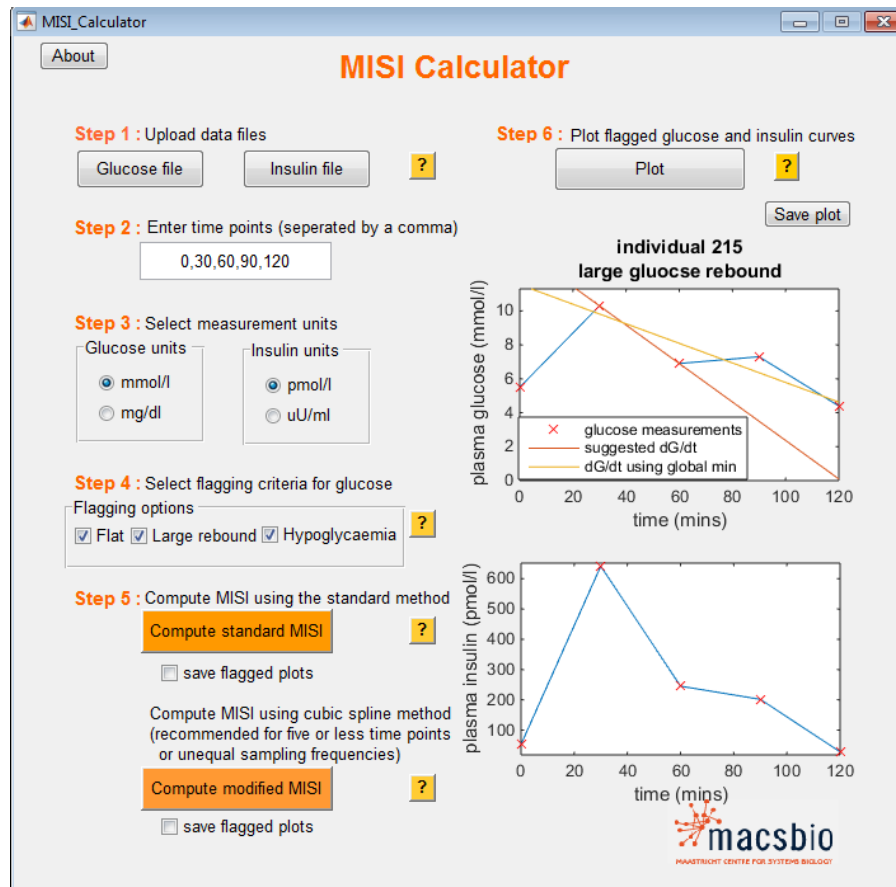 MISI_Calculator
About
MISI Calculator
Step 1 : Upload data files
Glucose file
Insulin file
?
Step 2 : Enter time points (seperated by a comma)
0,30,60,90,120
Step 3 : Select measurement units
Glucose units
mmol/l
mg/dl
Insulin units
pmol/l
uU/ml
Step 4 : Select flagging criteria for glucose
Flagging options
Flat
Large rebound
Hypoglycaemia
?
Step 5 : Compute MISI using the standard method
Compute standard MISI
?
save flagged plots
Compute MISI using cubic spline method
(recommended for five or less time points
or unequal sampling frequencies)
Compute modified MISI
?
save flagged plots
Step 6 : Plot flagged glucose and insulin curves
Plot
?
Save plot
individual 215
large gluocse rebound
plasma glucose (mmol/l)
10
8
6
4
2
0
glucose measurements
suggested dG/dt
dG/dt using global min
0 20 40 60 80 100 120
time (mins)
plasma insulin (pmol/l)
600
500
400
300
200
100
0 20 40 60 80 100 120
time (mins)
macsbio
MAASTRICHT CENTRE FOR SYSTEMS BIOLOGY